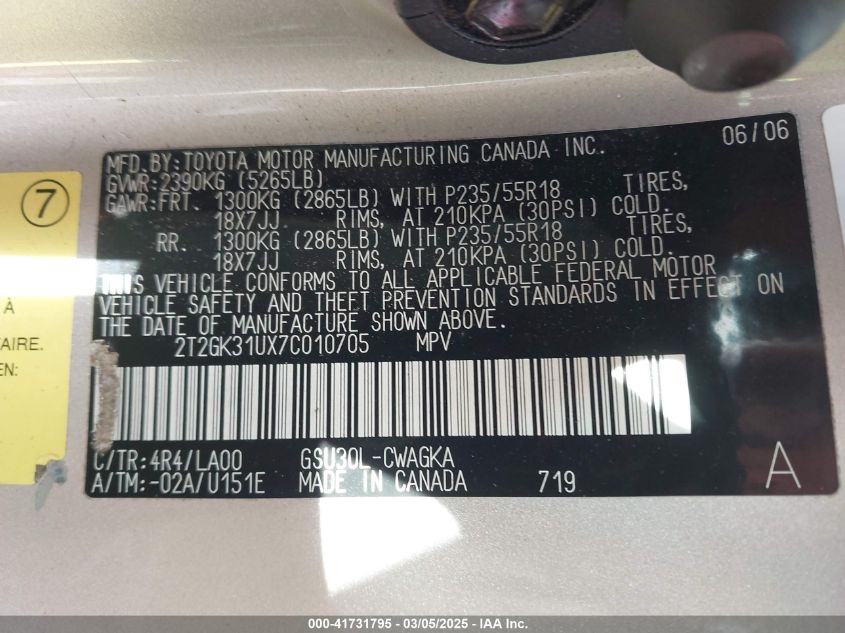 06/06
MFD.BY:TOYOTA MOTOR MANUFACTURING CANADA INC.
GVWR:2390KG (5265LB)
GAWR:FRT. 1300KG (2865LB) WITH P235/55R18 TIRES,
18X7JJ RIMS, AT 210KPA (30PSI) COLD.
RR. 1300KG (2865LB) WITH P235/55R18 TIRES,
18X7JJ RIMS, AT 210KPA (30PSI) COLD.
THIS VEHICLE CONFORMS TO ALL APPLICABLE FEDERAL MOTOR
VEHICLE SAFETY AND THEFT PREVENTION STANDARDS IN EFFECT ON
THE DATE OF MANUFACTURE SHOWN ABOVE.
2T2GK31UX7C010705 MPV
C/TR:4R4/LA00 GSU30L-CWAGKA
A/TM:-02A/U151E MADE IN CANADA 719 A
7
À
TAIRE.
EN:
000-41731795 - 03/05/2025 - IAAI.com